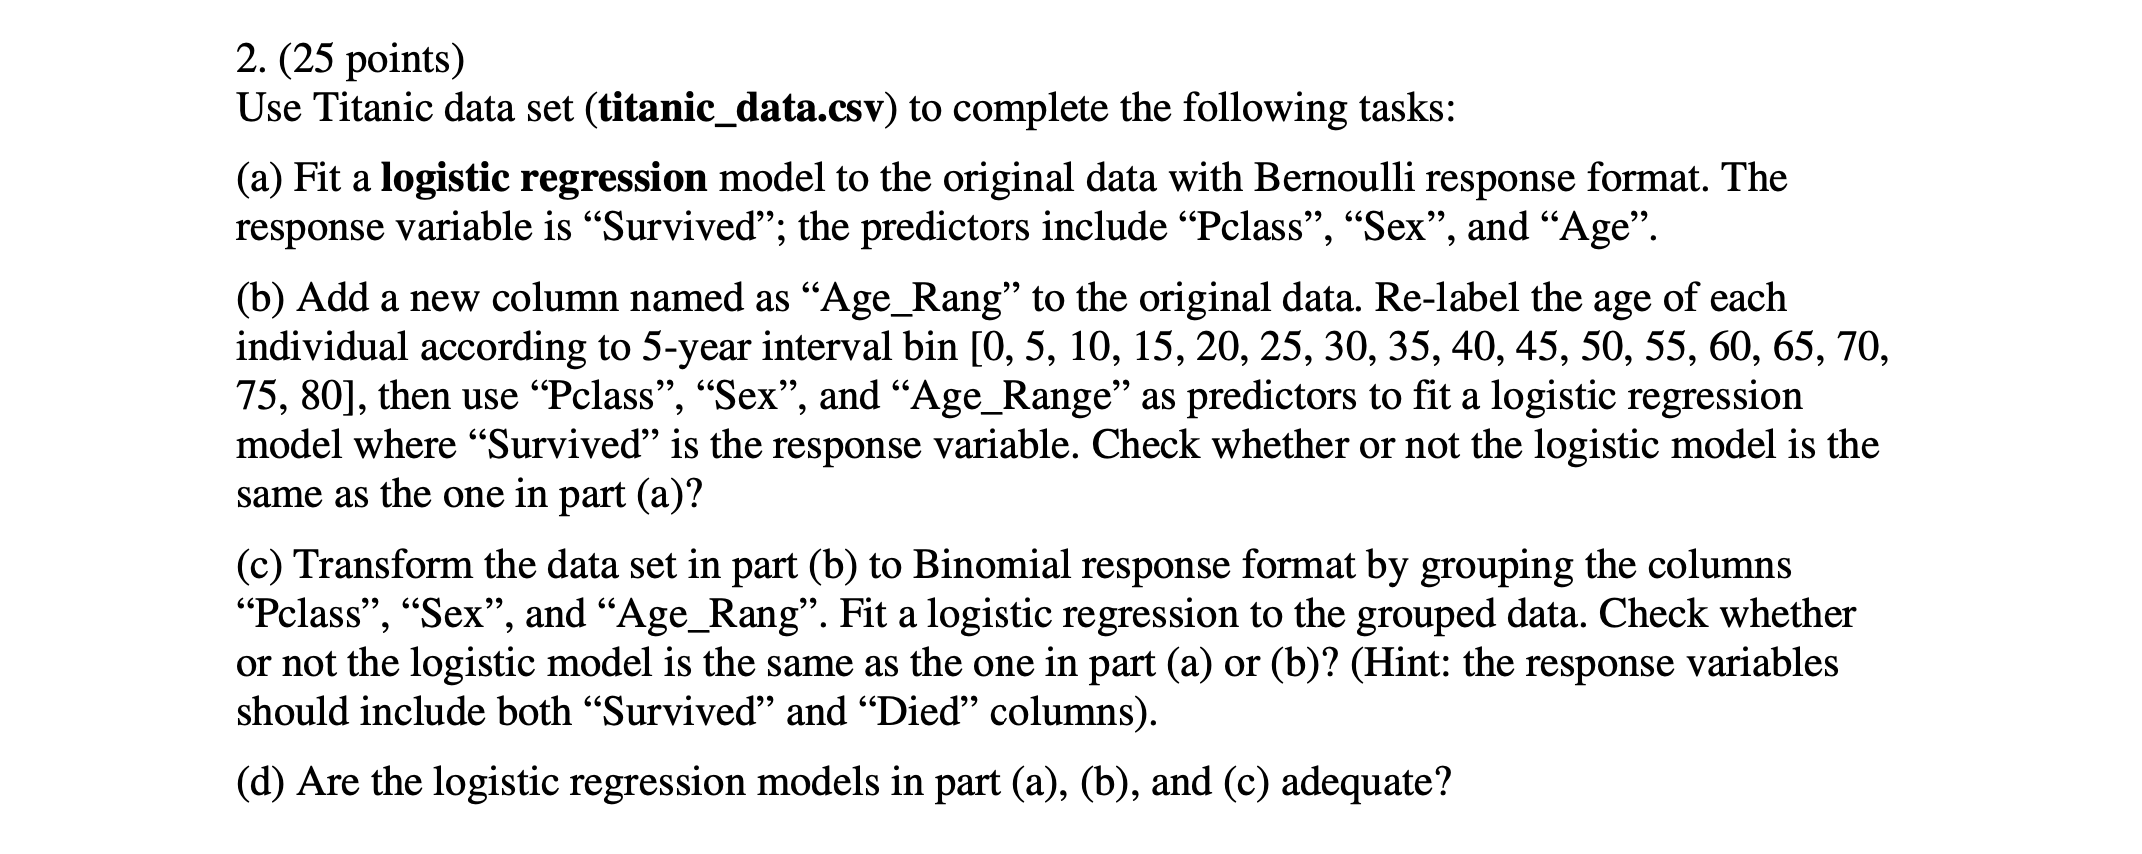 2. (25 points)
Use Titanic data set (titanic_data.csv) to complete the following tasks:
(a) Fit a logistic regression model to the original data with Bernoulli response format. The
response variable is “Survived”; the predictors include “Pclass”, “Sex”, and “Age”.
(b) Add a new column named as “Age_Rang” to the original data. Re-label the age of each
individual according to 5-year interval bin [0, 5, 10, 15, 20, 25, 30, 35, 40, 45, 50, 55, 60, 65, 70,
75, 80], then use “Pclass”, “Sex”, and “Age_Range” as predictors to fit a logistic regression
model where “Survived” is the response variable. Check whether or not the logistic model is the
same as the one in part (a)?
(c) Transform the data set in part (b) to Binomial response format by grouping the columns
“Pclass”, “Sex”, and “Age_Rang”. Fit a logistic regression to the grouped data. Check whether
or not the logistic model is the same as the one in part (a) or (b)? (Hint: the response variables
should include both “Survived” and “Died” columns).
(d) Are the logistic regression models in part (a), (b), and (c) adequate?